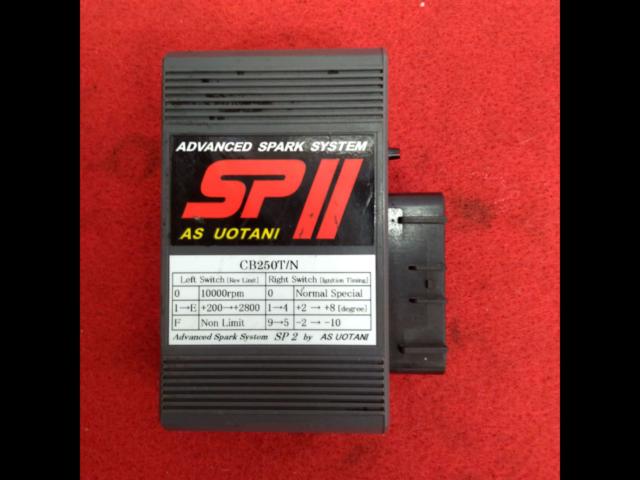 ADVANCED SPARK SYSTEM
SPII
AS UOTANI
CB250T/N
Left Switch [Rev Limit] Right Switch [Ignition Timing]
0 10000rpm 0 Normal Special
1→E +200→+2800 1→4 +2 → +8 [degree]
F Non Limit 9→5 -2 → -10
Advanced Spark System SP 2 by AS UOTANI